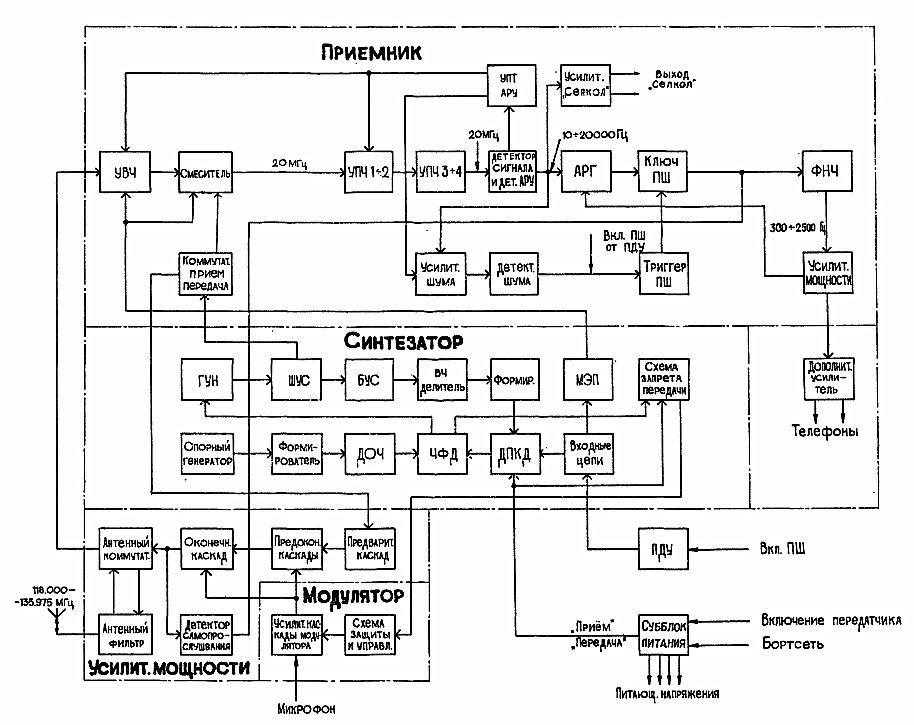 Приемник
УПТ
АРУ
Усилит.
„Селкол"
Выход
„Селкол"
20 МГц
10÷20000 Гц
УВЧ
Смеситель
20 МГц
УПЧ 1÷2
УПЧ 3÷4
Детектор
сигнала
и дет. АРУ
АРГ
Ключ
ПШ
ФНЧ
300÷2500 Гц
Коммутат.
прием
передача
Усилит.
шума
Детект.
шума
Вкл. ПШ
от ПДУ
Триггер
ПШ
Усилит.
мощности
Синтезатор
ГУН
ШУС
БУС
ВЧ
делитель
Формир.
МЭП
Схема
запрета
передачи
Дополнит.
усили-
тель
Телефоны
Опорный
генератор
Форми-
рователь
ДОЧ
ЧФД
ДПКД
Входные
цепи
Антенный
коммутат.
Оконечн.
каскад
Предокон.
каскады
Предварит.
каскад
ПДУ
Вкл. ПШ
118.000–
–135.975 МГц
Модулятор
Антенный
фильтр
Детектор
самопро-
слушвания
Усилит. кас-
кады моду-
лятора
Схема
защиты
и управл.
„Приём"
„Передача"
Субблок
питания
Включение передатчика
Бортсеть
Усилит. мощности
Микрофон
Питающ. напряжения